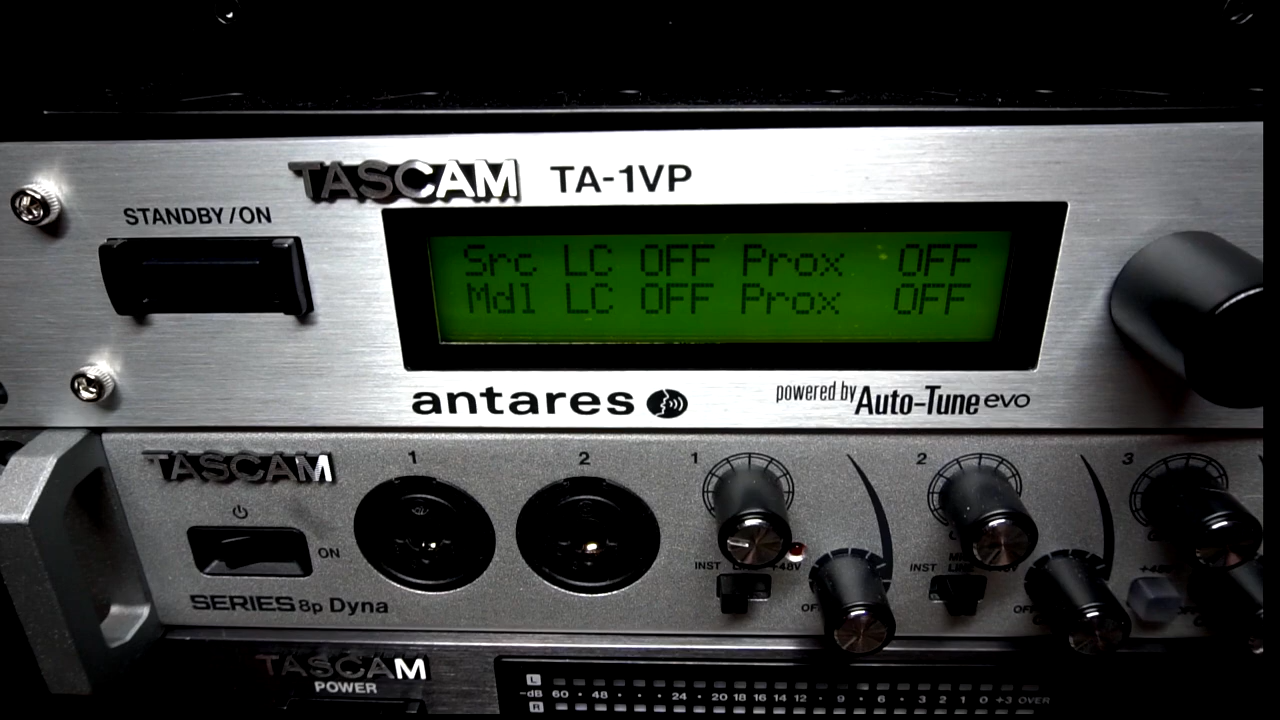 TASCAM TA-1VP
STANDBY/ON
Src LC OFF Prox OFF
Mdl LC OFF Prox OFF
antares
powered by Auto-Tune evo
TASCAM
1 2 1 2 3
ON
INST +48V INST
SERIES 8p Dyna
TASCAM
POWER
L
-dB 60 · 48 · · · 24 · 20 18 16 14 12 · 9 · 6 · 3 2 1 0 +3 OVER
R